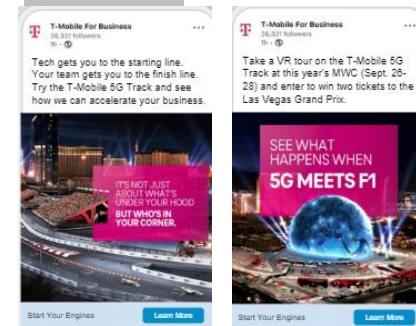 T-Mobile For Business
36,331 followers
1h
Tech gets you to the starting line.
Your team gets you to the finish line.
Try the T-Mobile 5G Track and see
how we can accelerate your business.
IT'S NOT JUST
ABOUT WHAT'S
UNDER YOUR HOOD
BUT WHO'S IN
YOUR CORNER.
Start Your Engines
Learn More
T-Mobile For Business
36,331 followers
1h
Take a VR tour on the T-Mobile 5G
Track at this year's MWC (Sept. 26-
28) and enter to win two tickets to the
Las Vegas Grand Prix.
SEE WHAT
HAPPENS WHEN
5G MEETS F1
Start Your Engines
Learn More